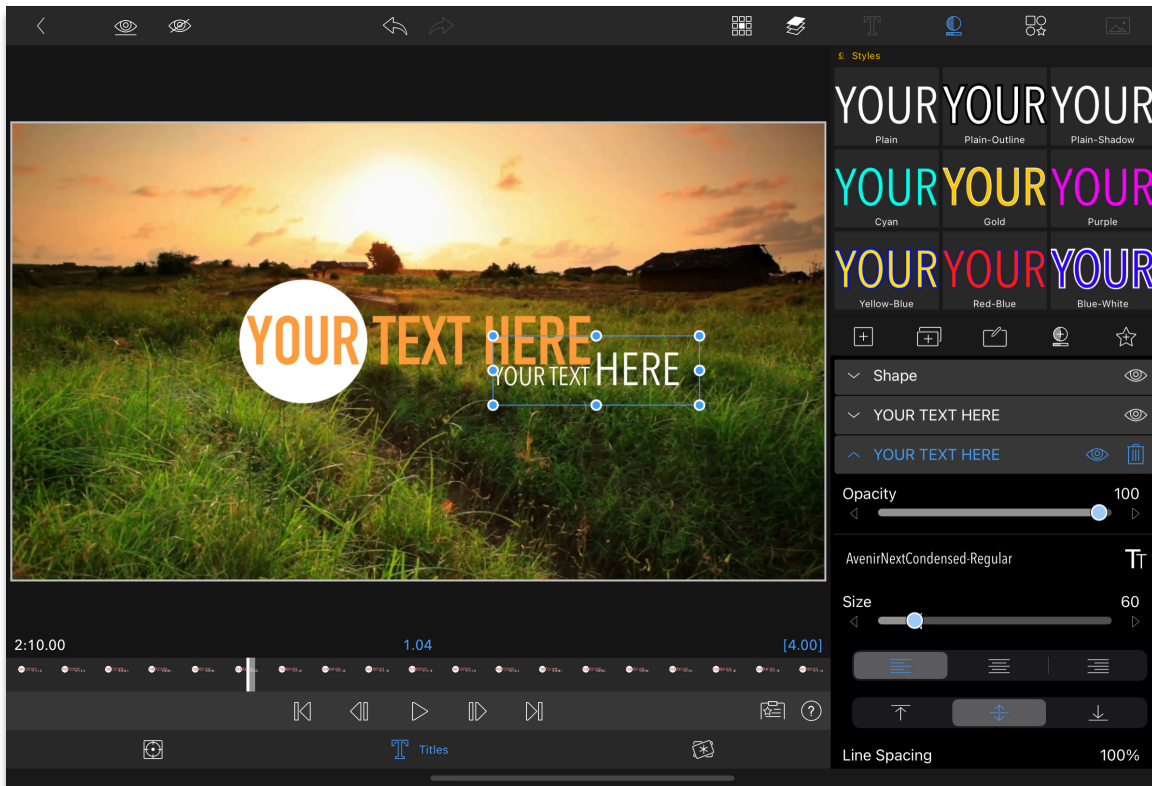 Styles
YOUR YOUR YOUR
Plain Plain-Outline Plain-Shadow
YOUR YOUR YOUR
Cyan Gold Purple
YOUR YOUR YOUR
Yellow-Blue Red-Blue Blue-White
YOUR TEXT HERE
YOUR TEXT HERE
Shape
YOUR TEXT HERE
YOUR TEXT HERE
Opacity 100
AvenirNextCondensed-Regular
Size 60
2:10.00 1.04 [4.00]
Titles
Line Spacing 100%